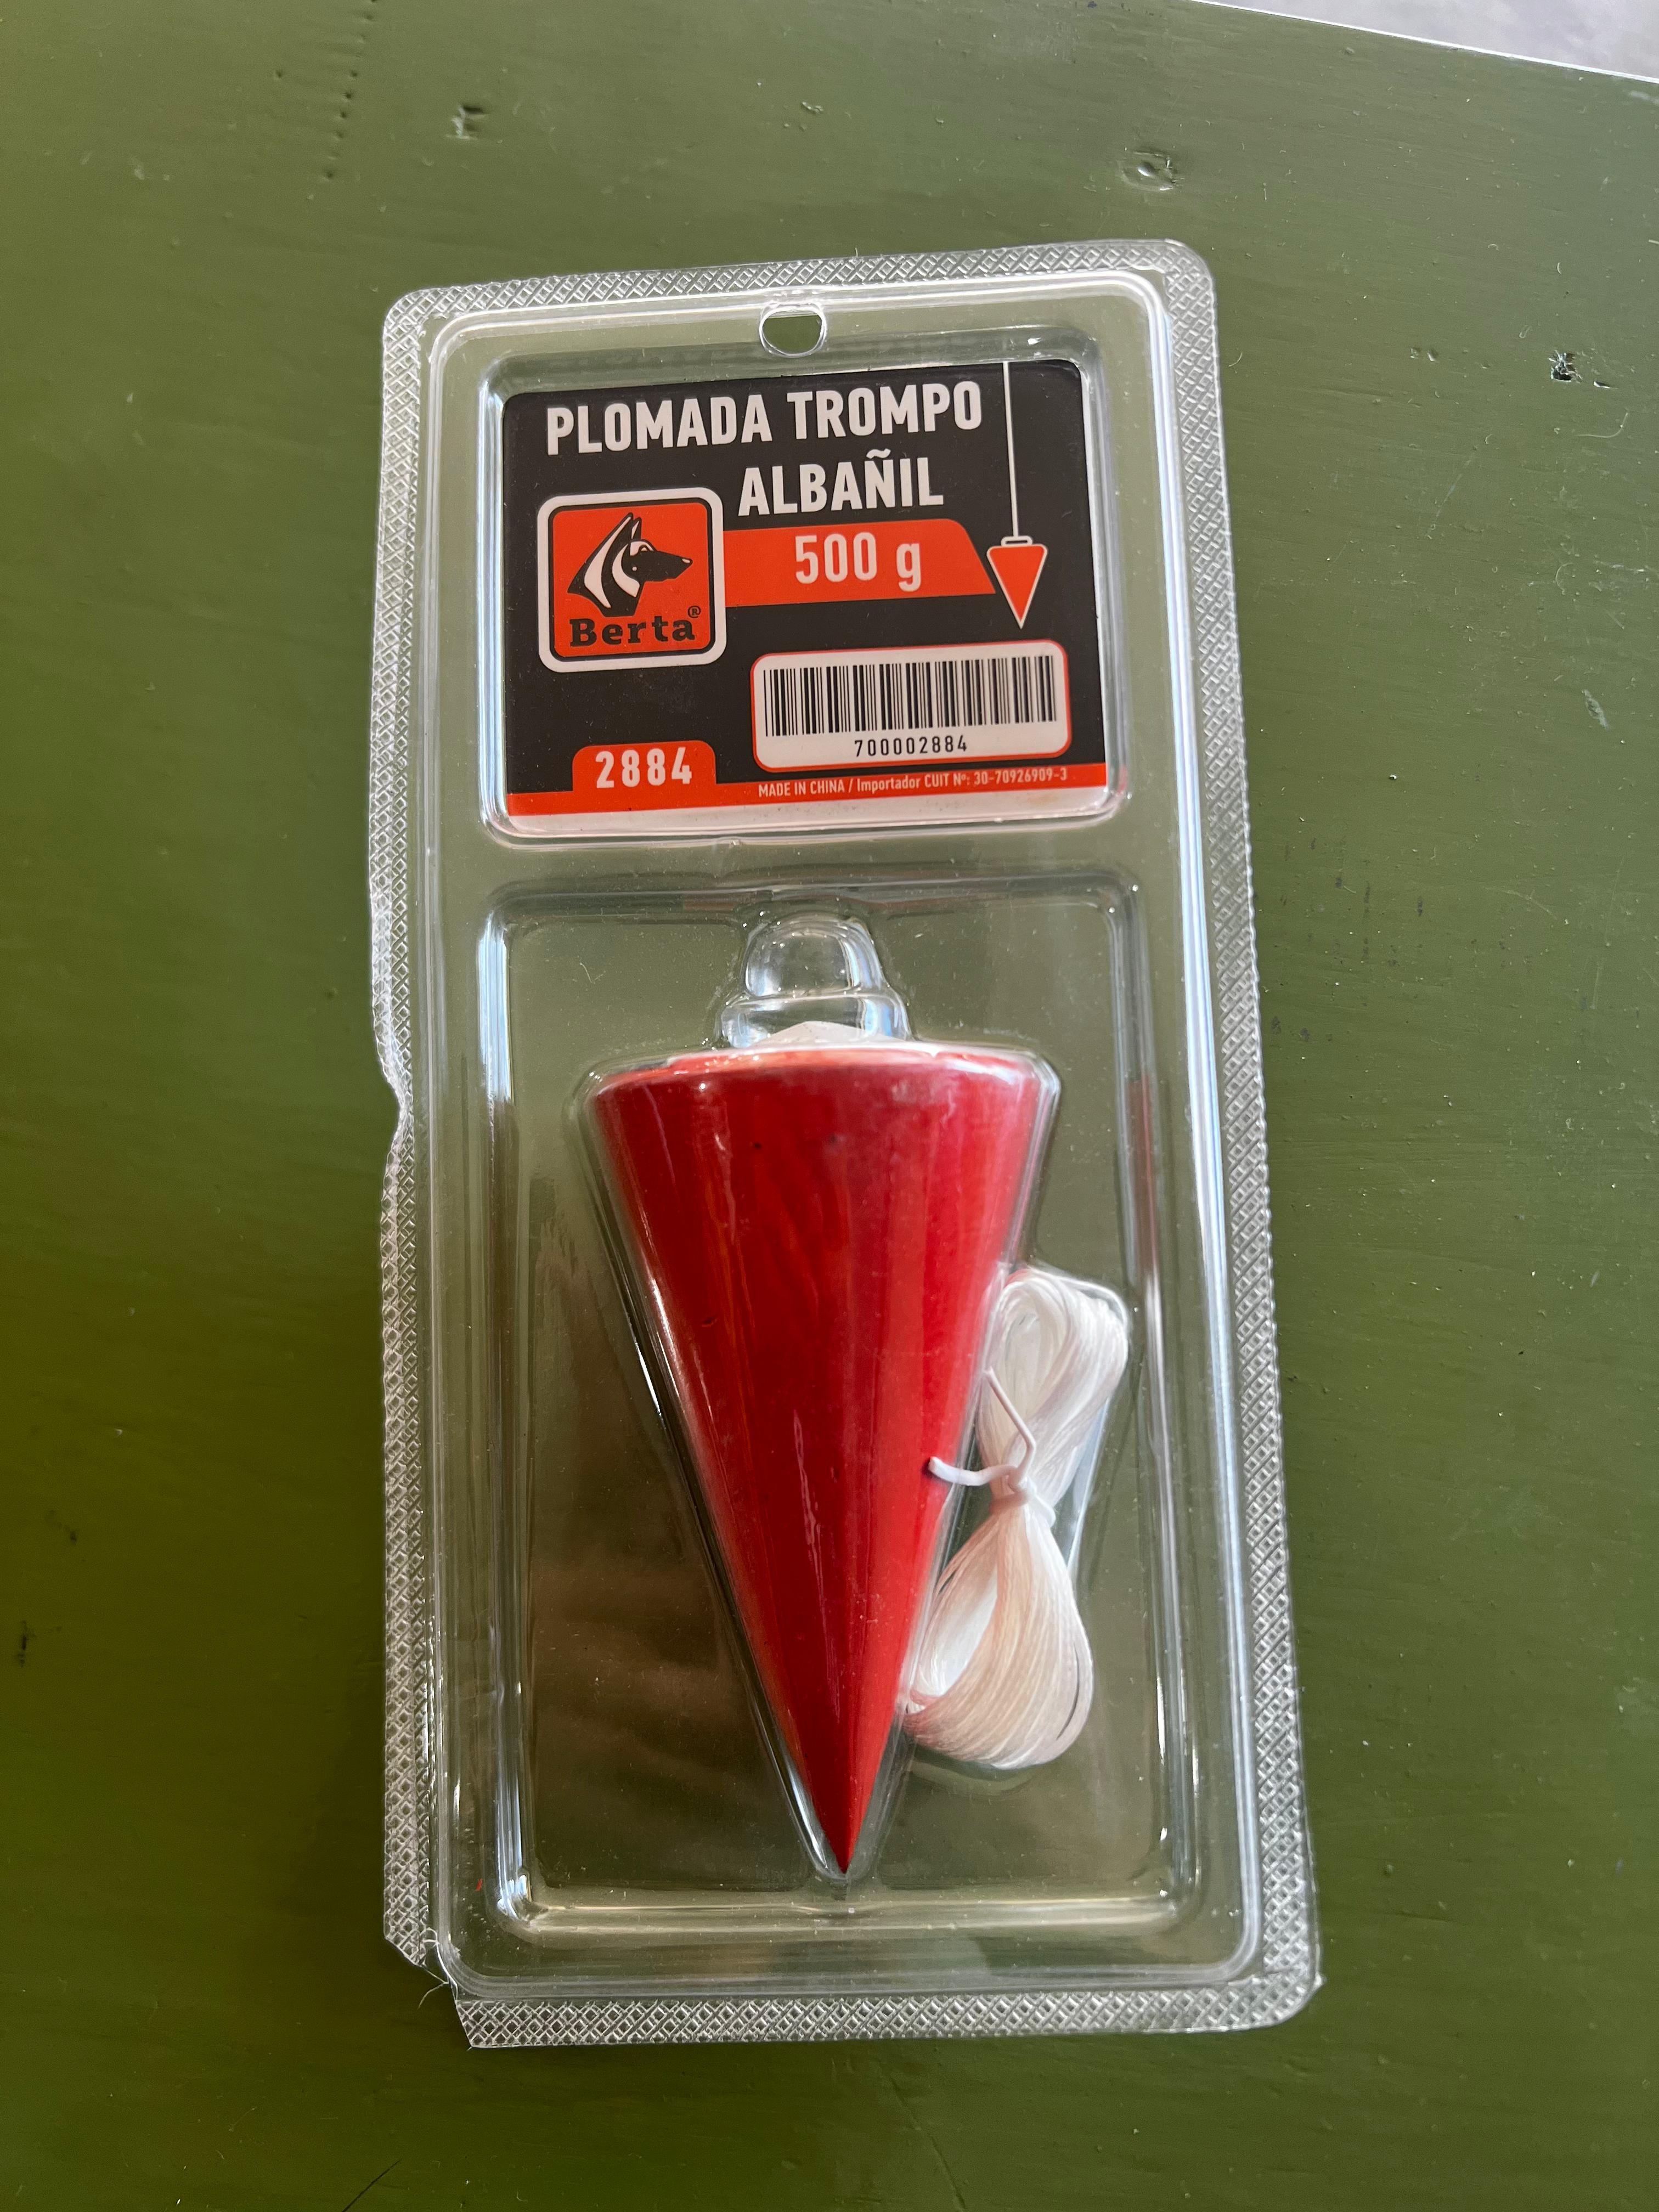 PLOMADA TROMPO
ALBAÑIL
500 g
Berta®
700002884
2884
MADE IN CHINA / Importador CUIT Nº: 30-70926909-3